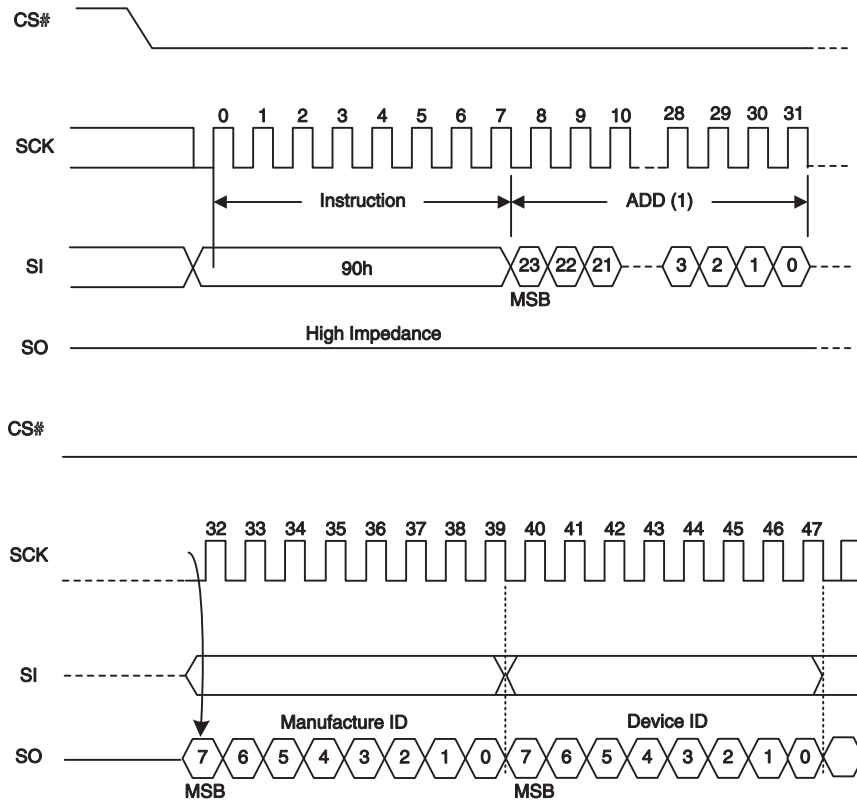 CS#
0 1 2 3 4 5 6 7 8 9 10 28 29 30 31
SCK
Instruction ADD (1)
SI 90h 23 22 21 3 2 1 0
MSB
High Impedance
SO
CS#
32 33 34 35 36 37 38 39 40 41 42 43 44 45 46 47
SCK
SI
Manufacture ID Device ID
SO 7 6 5 4 3 2 1 0 7 6 5 4 3 2 1 0
MSB MSB